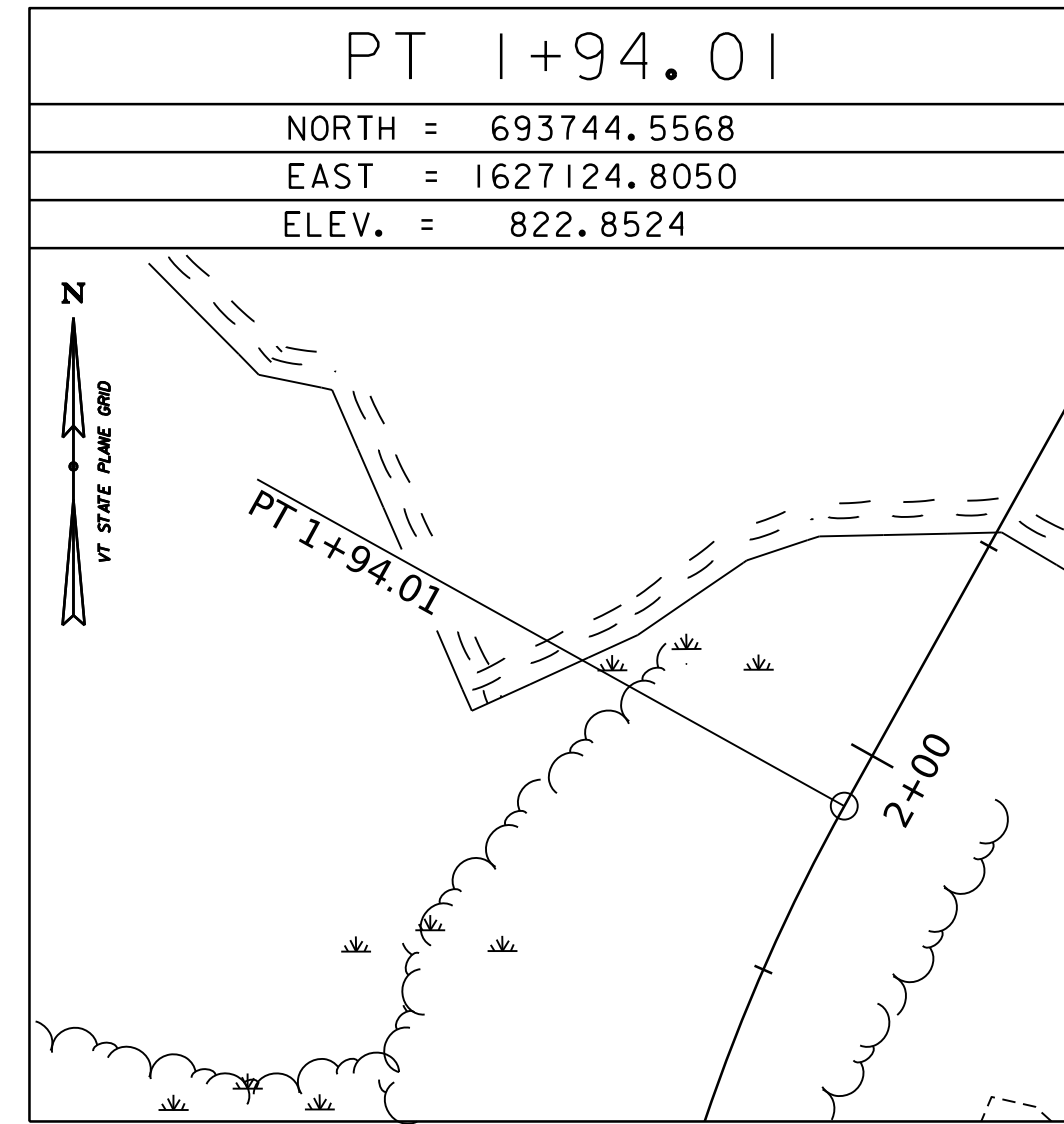 PT 1+94.01
NORTH = 693744.5568
EAST = 1627124.8050
ELEV. = 822.8524
N
VT STATE PLANE GRID
PT 1+94.01
2+00